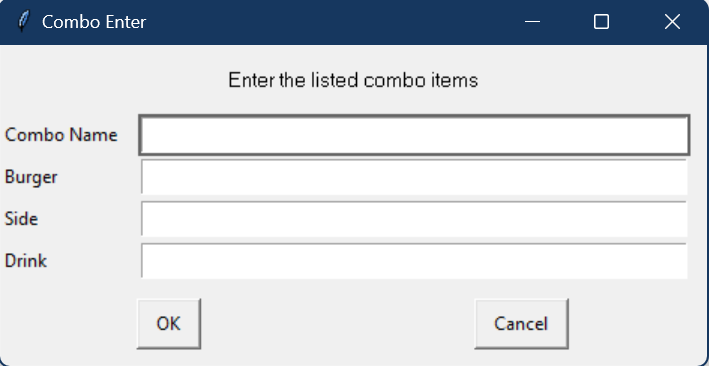 Combo Enter
Enter the listed combo items
Combo Name
Burger
Side
Drink
OK Cancel